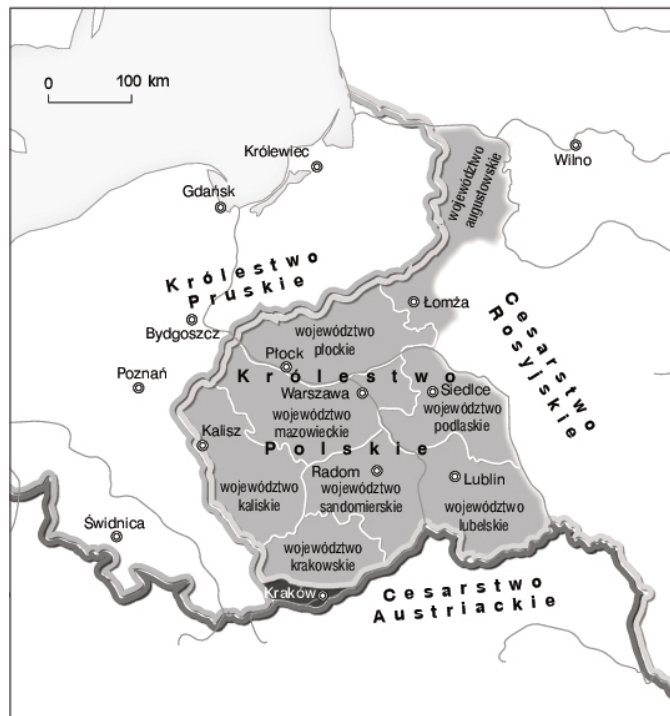 0 100 km
Królewiec
Wilno
Gdańsk
województwo
augustowskie
Królestwo
Pruskie
Łomża
Cesarstwo
Rosyjskie
Bydgoszcz
województwo
płockie
Płock
Poznań
Królestwo
Warszawa
Siedlce
województwo
mazowieckie
województwo
podlaskie
Kalisz
Polskie
Radom
Lublin
województwo
kaliskie
województwo
sandomierskie
województwo
lubelskie
Świdnica
województwo
krakowskie
Kraków
Cesarstwo
Austriackie